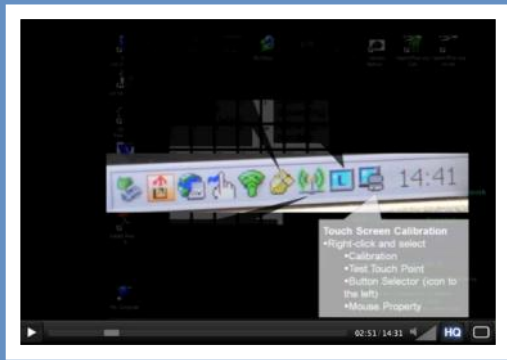 14:41
Touch Screen Calibration
•Right-click and select
•Calibration
•Test Touch Point
•Button Selector (icon to
the left)
•Mouse Property
02:51/14:31 HQ